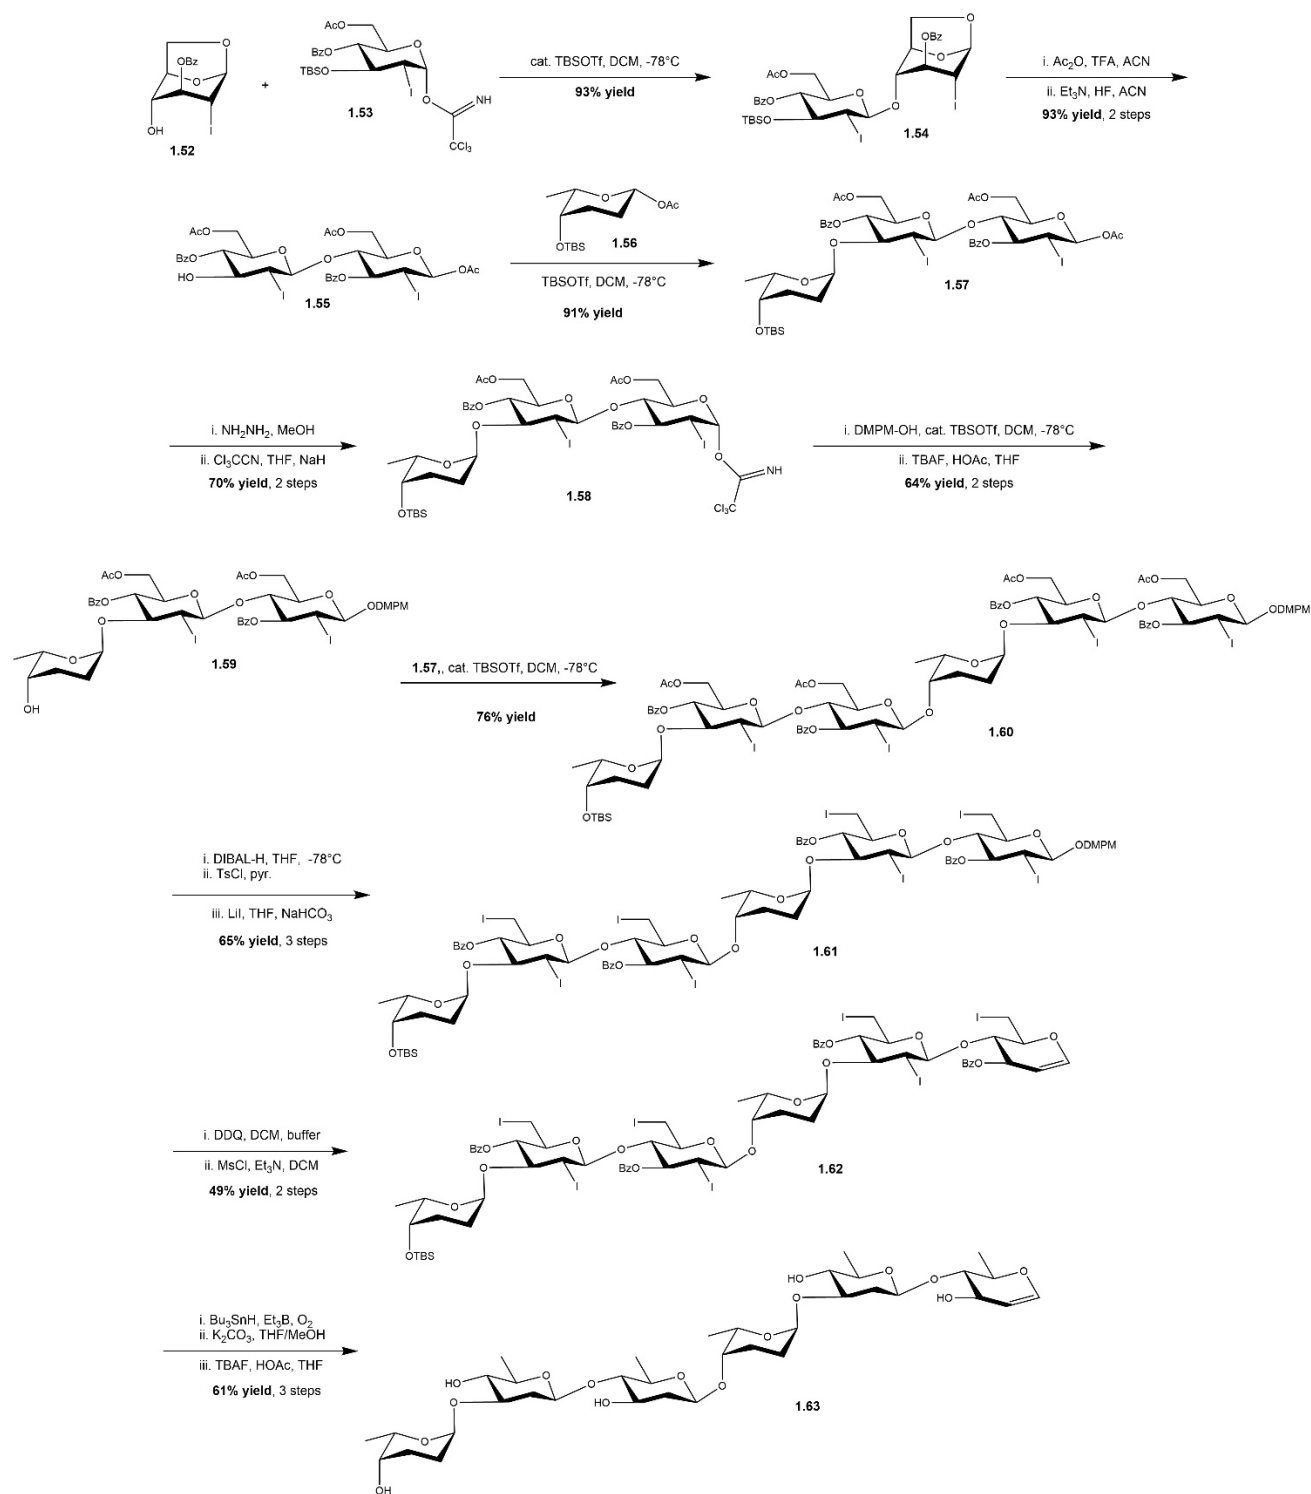 O
OBz
O
OH
I
1.52
+
AcO
BzO
O
TBSO
I
O
NH
CCl3
1.53
cat. TBSOTf, DCM, -78°C
93% yield
AcO
BzO
O
TBSO
I
O
O
OBz
O
I
1.54
i. Ac2O, TFA, ACN
ii. Et3N, HF, ACN
93% yield, 2 steps
AcO
BzO
O
HO
I
O
AcO
O
BzO
I
OAc
1.55
O
OAc
OTBS
1.56
TBSOTf, DCM, -78°C
91% yield
AcO
BzO
O
O
I
O
AcO
O
BzO
I
OAc
O
OTBS
1.57
i. NH2NH2, MeOH
ii. Cl3CCN, THF, NaH
70% yield, 2 steps
AcO
BzO
O
O
I
O
AcO
O
BzO
I
O
NH
Cl3C
O
OTBS
1.58
i. DMPM-OH, cat. TBSOTf, DCM, -78°C
ii. TBAF, HOAc, THF
64% yield, 2 steps
AcO
BzO
O
O
I
O
AcO
O
BzO
I
ODMPM
O
OH
1.59
1.57,, cat. TBSOTf, DCM, -78°C
76% yield
AcO
BzO
O
O
I
O
AcO
O
BzO
I
ODMPM
O
O
AcO
BzO
O
O
I
O
AcO
O
BzO
I
O
OTBS
1.60
i. DIBAL-H, THF, -78°C
ii. TsCl, pyr.
iii. LiI, THF, NaHCO3
65% yield, 3 steps
I
BzO
O
O
I
O
I
O
BzO
I
ODMPM
O
O
I
BzO
O
O
I
O
I
O
BzO
I
O
OTBS
1.61
i. DDQ, DCM, buffer
ii. MsCl, Et3N, DCM
49% yield, 2 steps
I
BzO
O
O
I
O
I
O
BzO
O
O
I
BzO
O
O
I
O
I
O
BzO
I
O
OTBS
1.62
i. Bu3SnH, Et3B, O2
ii. K2CO3, THF/MeOH
iii. TBAF, HOAc, THF
61% yield, 3 steps
HO
O
O
O
O
HO
O
O
HO
O
O
O
O
HO
O
OH
1.63